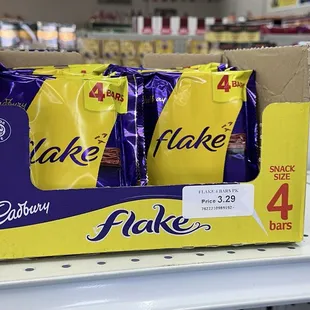 Cadbury
4
BARS
flake
4
BARS
flake
Cadbury
flake
FLAKE 4 BARS PK
Price 3.29
SNACK
SIZE
4
bars